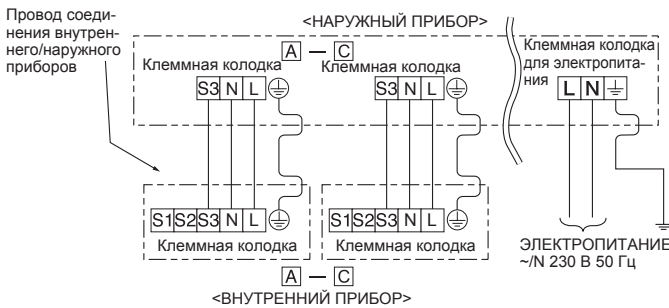 Провод соеди-
нения внутрен-
него/наружного
приборов
<НАРУЖНЫЙ ПРИБОР>
A — C
Клеммная колодка
S3 N L
Клеммная колодка
S3 N L
Клеммная колодка
для электропита-
ния
L N
S1 S2 S3 N L
Клеммная колодка
S1 S2 S3 N L
Клеммная колодка
ЭЛЕКТРОПИТАНИЕ
~/N 230 В 50 Гц
A — C
<ВНУТРЕННИЙ ПРИБОР>